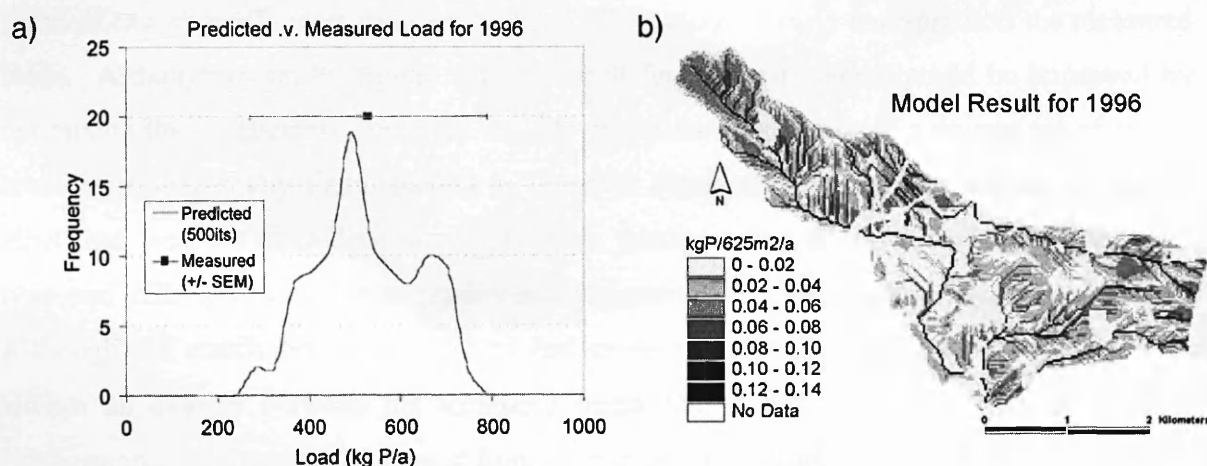 a)
Predicted .v. Measured Load for 1996
25
20
15
10
5
0
Frequency
Predicted
(500its)
Measured
(+/- SEM)
0
200
400
600
800
1000
Load (kg P/a)
b)
Model Result for 1996
N
kgP/625m2/a
0 - 0.02
0.02 - 0.04
0.04 - 0.06
0.06 - 0.08
0.08 - 0.10
0.10 - 0.12
0.12 - 0.14
No Data
0 1 2 Kilometers